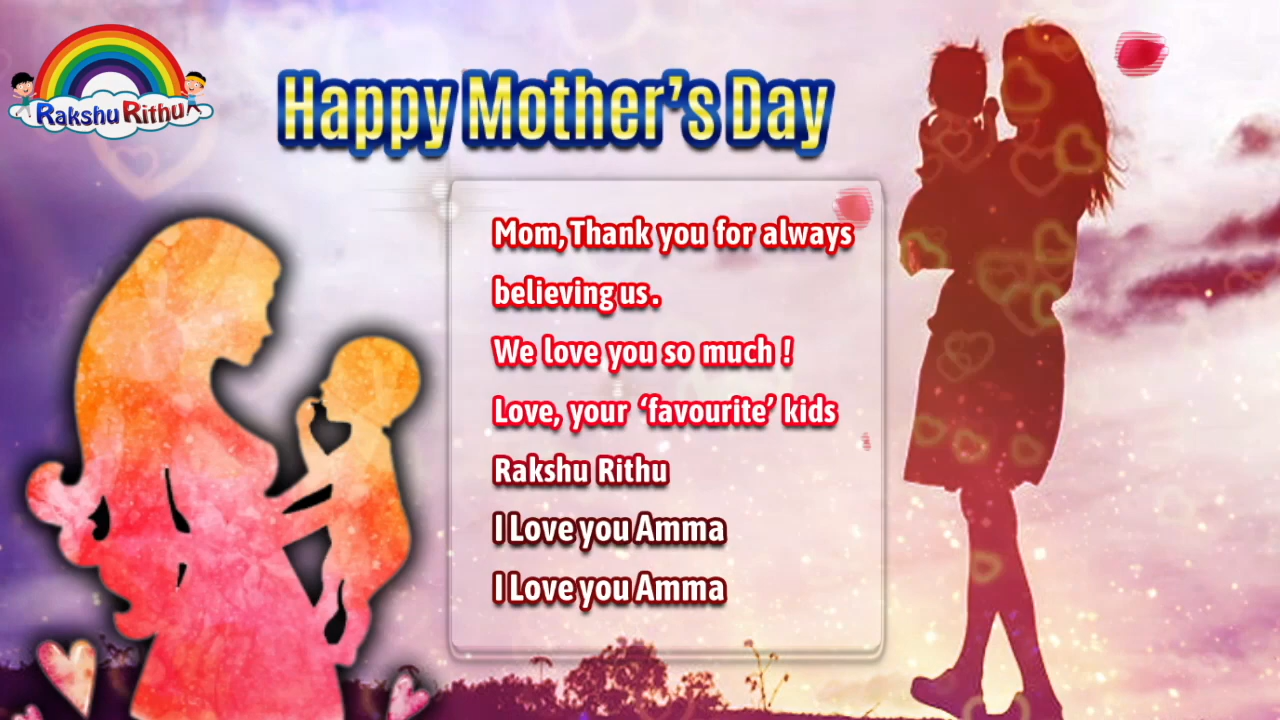 Rakshu Rithu
Happy Mother's Day
Mom, Thank you for always
believing us .
We love you so much !
Love, your ‘favourite’ kids
Rakshu Rithu
I Love you Amma
I Love you Amma